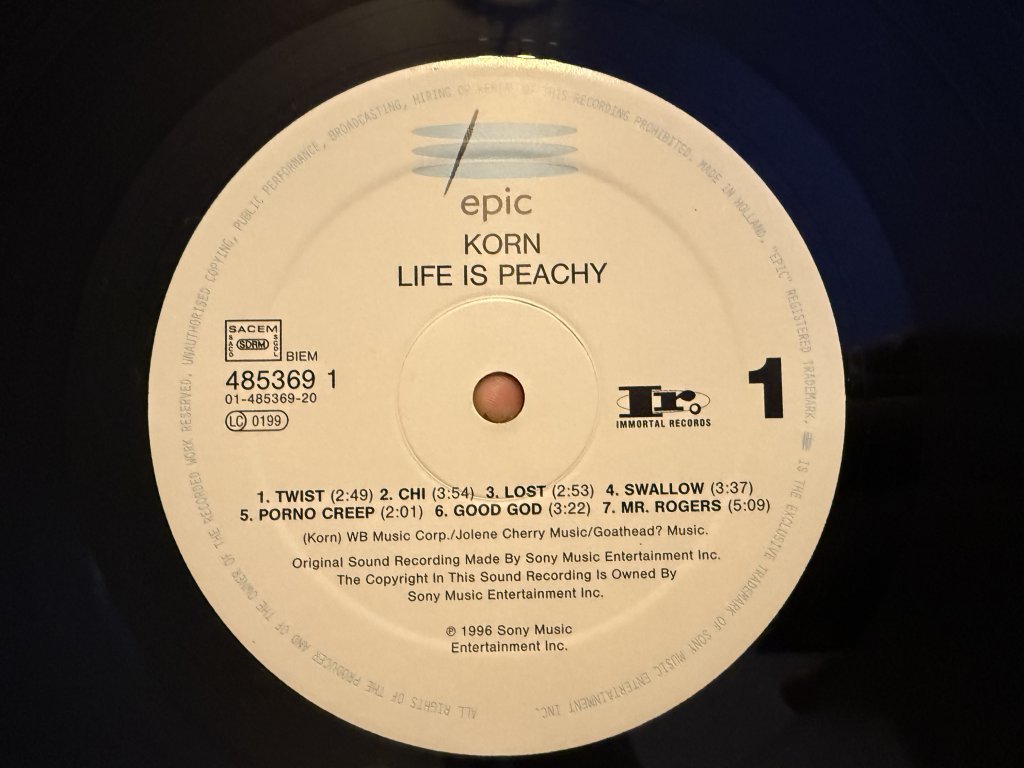 ALL RIGHTS OF THE PRODUCER AND OF THE OWNER OF THE RECORDED WORK RESERVED. UNAUTHORISED COPYING, PUBLIC PERFORMANCE, BROADCASTING, HIRING OR RENTAL OF THIS RECORDING PROHIBITED. MADE IN HOLLAND. "EPIC" REGISTERED TRADEMARK. IS THE EXCLUSIVE TRADEMARK OF SONY MUSIC ENTERTAINMENT INC.
epic
KORN
LIFE IS PEACHY
SACEM
SACD SDRM SGDL
BIEM
485369 1
01-485369-20
LC 0199
Ir.
IMMORTAL RECORDS
1
1. TWIST (2:49) 2. CHI (3:54) 3. LOST (2:53) 4. SWALLOW (3:37)
5. PORNO CREEP (2:01) 6. GOOD GOD (3:22) 7. MR. ROGERS (5:09)
(Korn) WB Music Corp./Jolene Cherry Music/Goathead? Music.
Original Sound Recording Made By Sony Music Entertainment Inc.
The Copyright In This Sound Recording Is Owned By
Sony Music Entertainment Inc.
℗ 1996 Sony Music
Entertainment Inc.